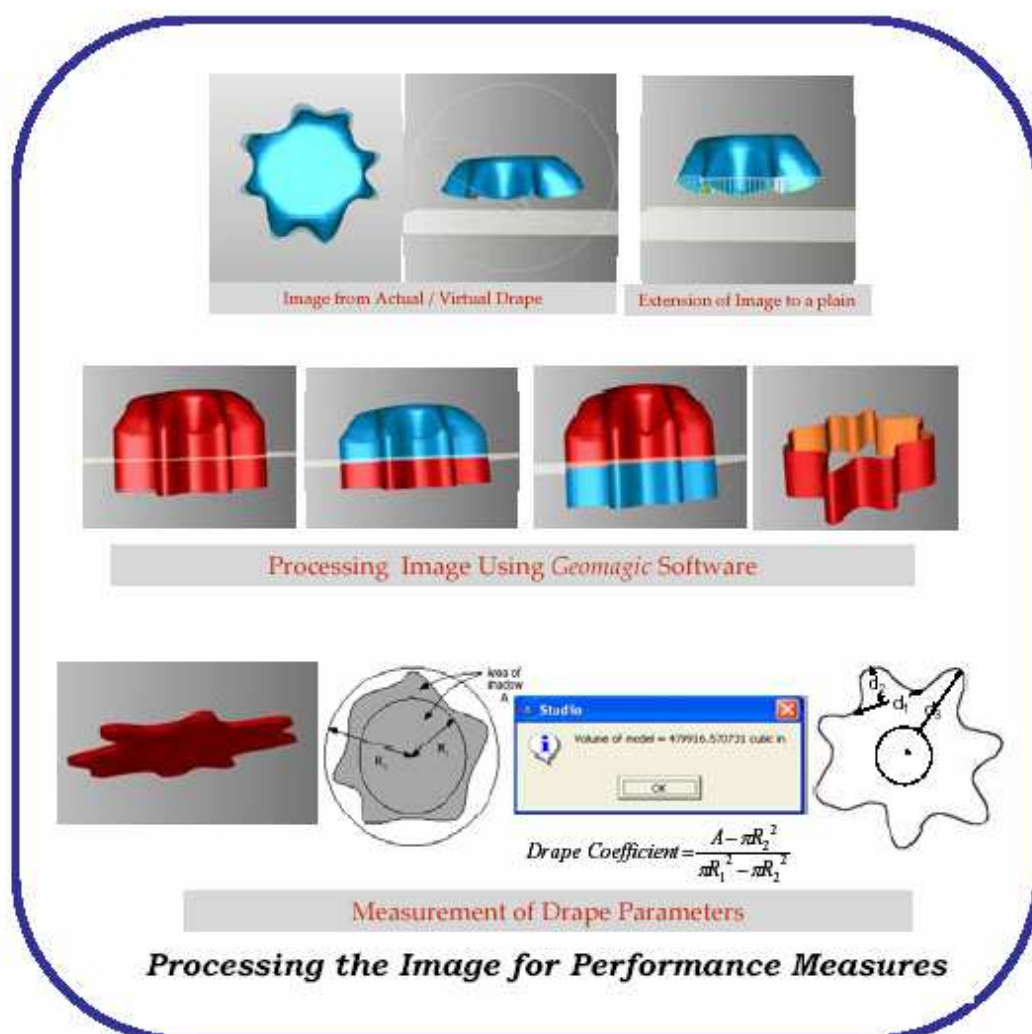 Image from Actual / Virtual Drape
Extension of Image to a plain
Processing Image Using Geomagic Software
Area of
shadow
A
R₁
Studio
Volume of model = 479916.570731 cubic in
OK
d₂
d₁
d₃
Drape Coefficient = (A − πR₂²) / (πR₁² − πR₂²)
Measurement of Drape Parameters
Processing the Image for Performance Measures